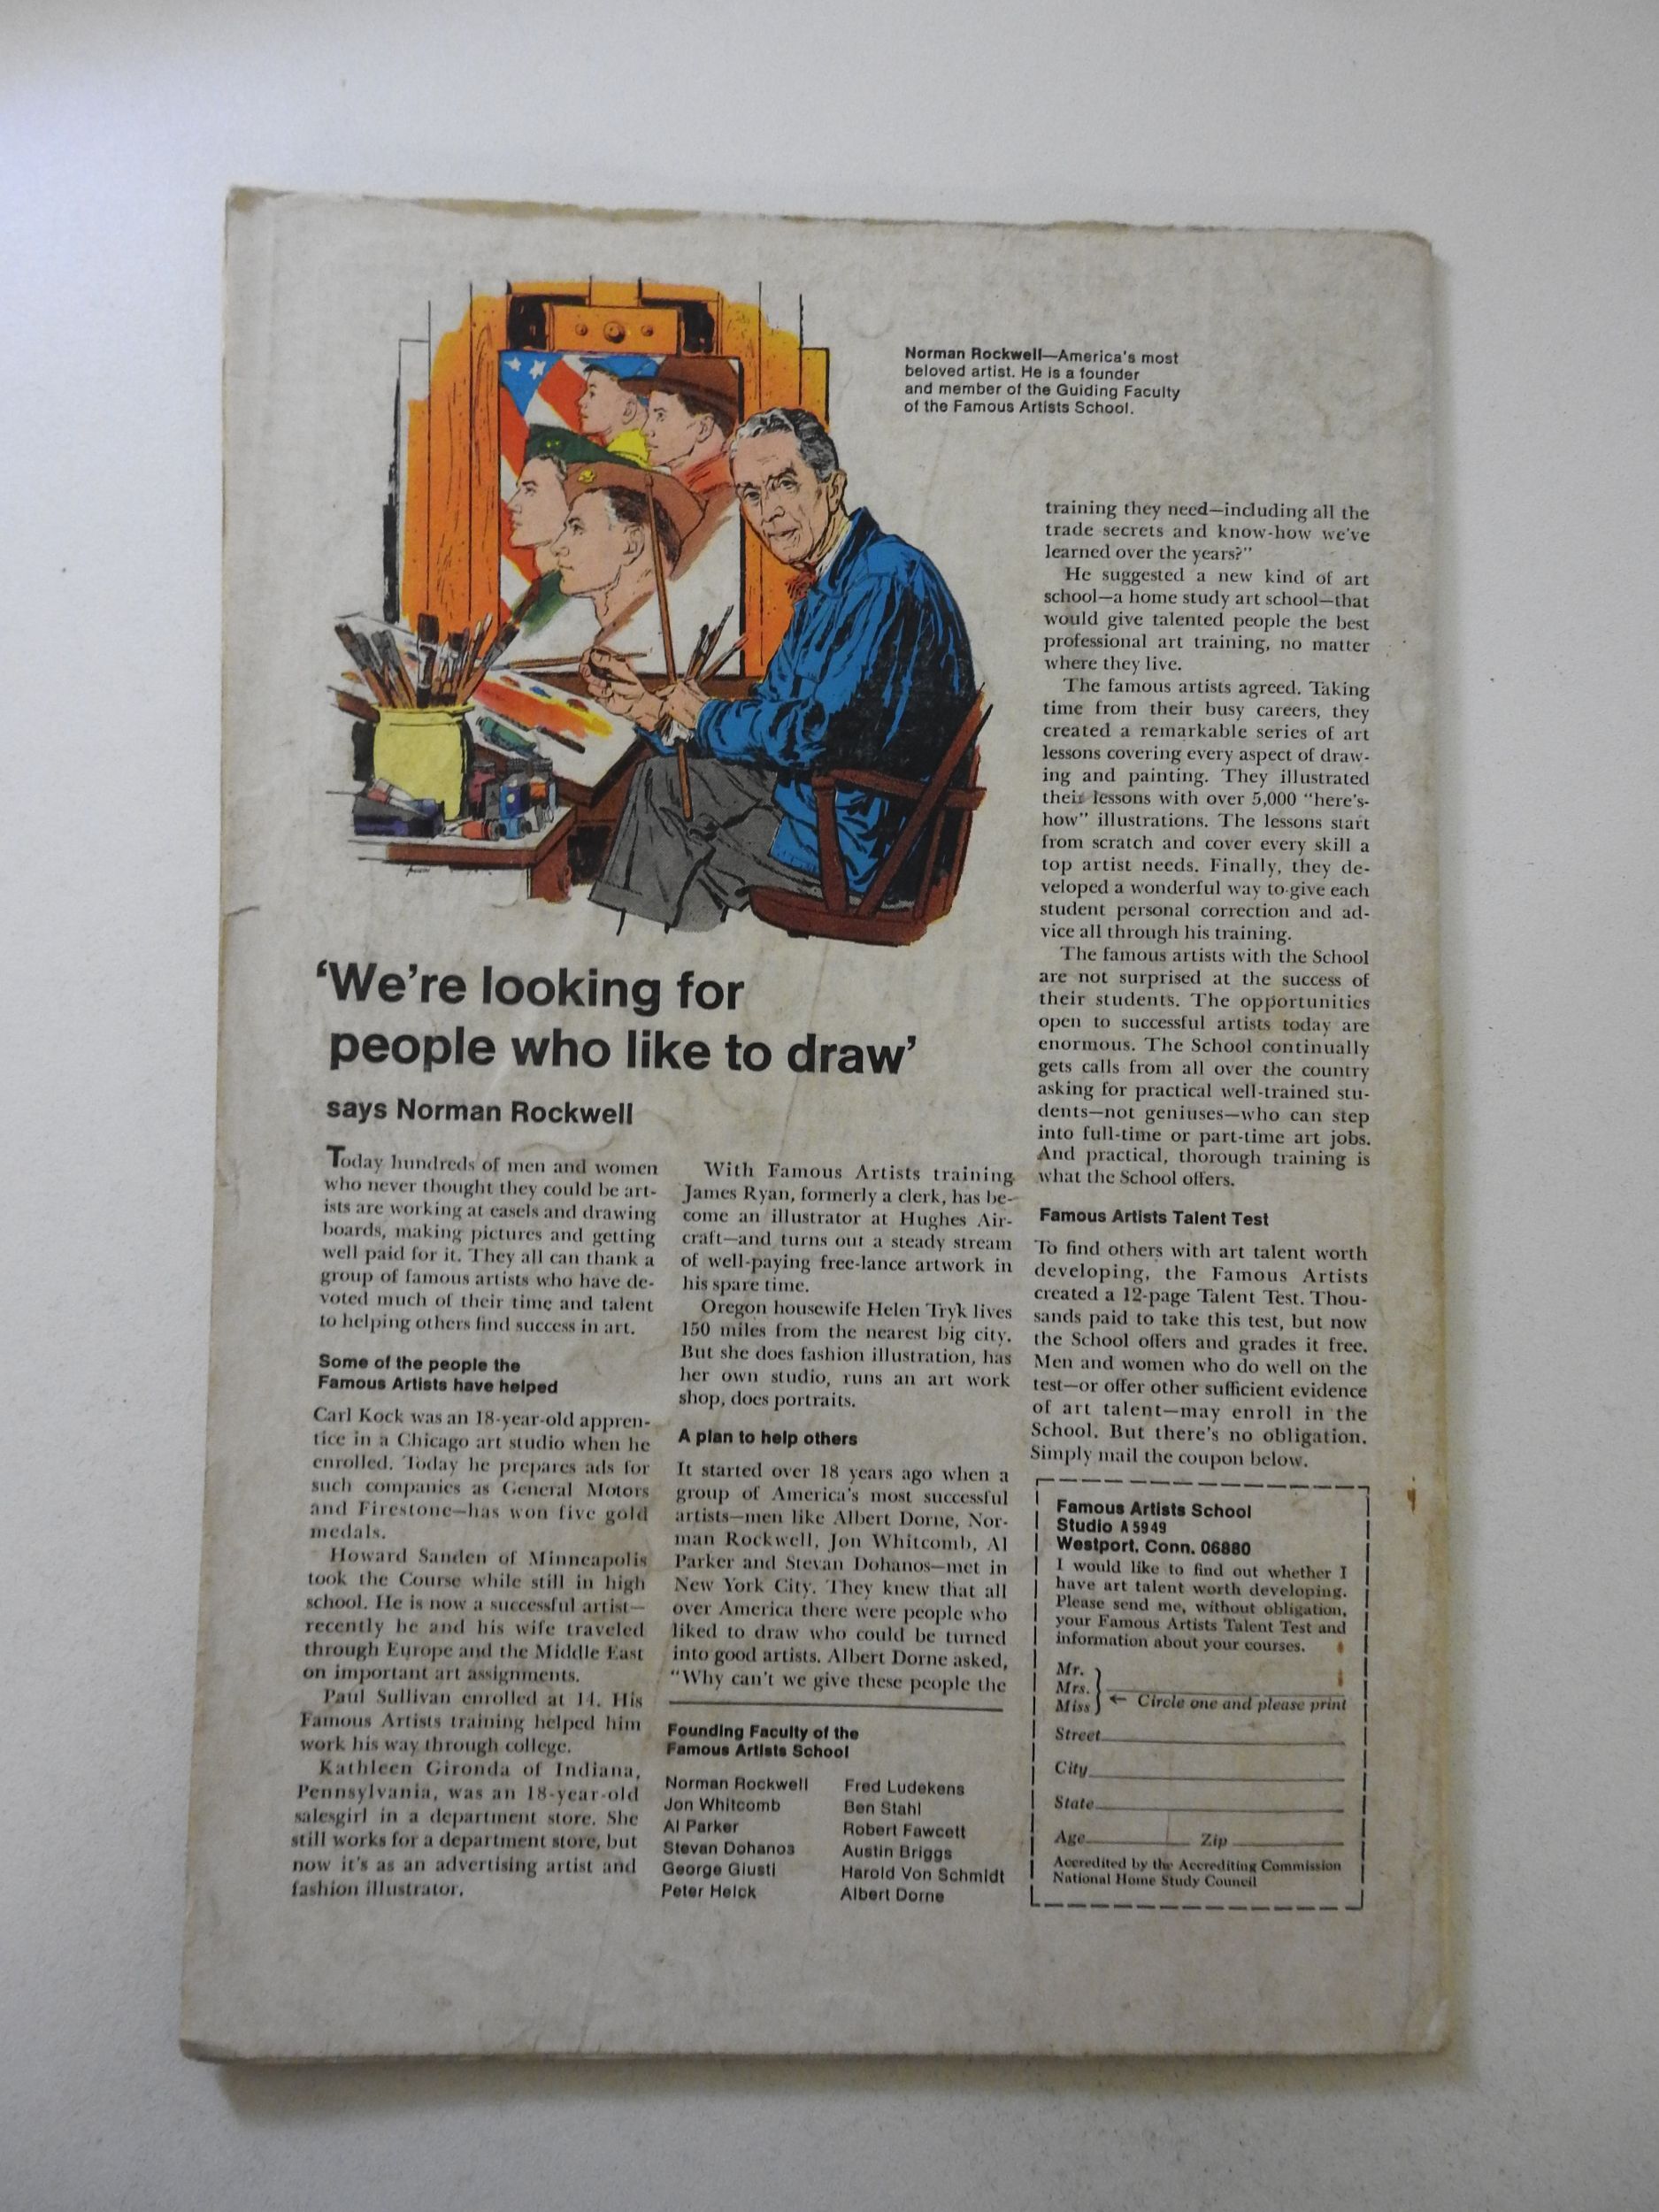 Norman Rockwell—America's most
beloved artist. He is a founder
and member of the Guiding Faculty
of the Famous Artists School.
‘We're looking for
people who like to draw’
says Norman Rockwell
Today hundreds of men and women
who never thought they could be art-
ists are working at easels and drawing
boards, making pictures and getting
well paid for it. They all can thank a
group of famous artists who have de-
voted much of their time and talent
to helping others find success in art.
Some of the people the
Famous Artists have helped
Carl Kock was an 18-year-old appren-
tice in a Chicago art studio when he
enrolled. Today he prepares ads for
such companies as General Motors
and Firestone—has won five gold
medals.
Howard Sanden of Minneapolis
took the Course while still in high
school. He is now a successful artist—
recently he and his wife traveled
through Europe and the Middle East
on important art assignments.
Paul Sullivan enrolled at 14. His
Famous Artists training helped him
work his way through college.
Kathleen Gironda of Indiana,
Pennsylvania, was an 18-year-old
salesgirl in a department store. She
still works for a department store, but
now it's as an advertising artist and
fashion illustrator.
With Famous Artists training
James Ryan, formerly a clerk, has be-
come an illustrator at Hughes Air-
craft—and turns out a steady stream
of well-paying free-lance artwork in
his spare time.
Oregon housewife Helen Tryk lives
150 miles from the nearest big city.
But she does fashion illustration, has
her own studio, runs an art work
shop, does portraits.
A plan to help others
It started over 18 years ago when a
group of America's most successful
artists—men like Albert Dorne, Nor-
man Rockwell, Jon Whitcomb, Al
Parker and Stevan Dohanos—met in
New York City. They knew that all
over America there were people who
liked to draw who could be turned
into good artists. Albert Dorne asked,
"Why can't we give these people the
Founding Faculty of the
Famous Artists School
Norman Rockwell
Jon Whitcomb
Al Parker
Stevan Dohanos
George Giusti
Peter Helck
Fred Ludekens
Ben Stahl
Robert Fawcett
Austin Briggs
Harold Von Schmidt
Albert Dorne
training they need—including all the
trade secrets and know-how we've
learned over the years?"
He suggested a new kind of art
school—a home study art school—that
would give talented people the best
professional art training, no matter
where they live.
The famous artists agreed. Taking
time from their busy careers, they
created a remarkable series of art
lessons covering every aspect of draw-
ing and painting. They illustrated
their lessons with over 5,000 "here's-
how" illustrations. The lessons start
from scratch and cover every skill a
top artist needs. Finally, they de-
veloped a wonderful way to give each
student personal correction and ad-
vice all through his training.
The famous artists with the School
are not surprised at the success of
their students. The opportunities
open to successful artists today are
enormous. The School continually
gets calls from all over the country
asking for practical well-trained stu-
dents—not geniuses—who can step
into full-time or part-time art jobs.
And practical, thorough training is
what the School offers.
Famous Artists Talent Test
To find others with art talent worth
developing, the Famous Artists
created a 12-page Talent Test. Thou-
sands paid to take this test, but now
the School offers and grades it free.
Men and women who do well on the
test—or offer other sufficient evidence
of art talent—may enroll in the
School. But there's no obligation.
Simply mail the coupon below.
Famous Artists School
Studio A 5949
Westport, Conn. 06880
I would like to find out whether I
have art talent worth developing.
Please send me, without obligation,
your Famous Artists Talent Test and
information about your courses.
Mr.
Mrs.
Miss ← Circle one and please print
Street
City
State
Age Zip
Accredited by the Accrediting Commission
National Home Study Council